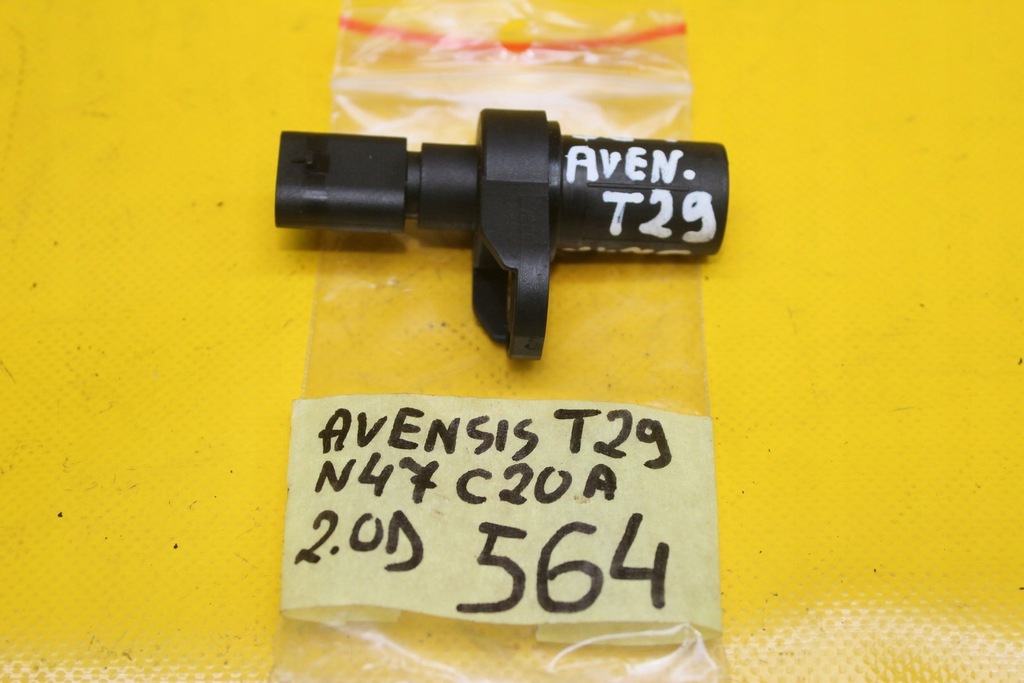 AVEN.
T29
AVENSIS T29
N47 C20A
2.0D 564